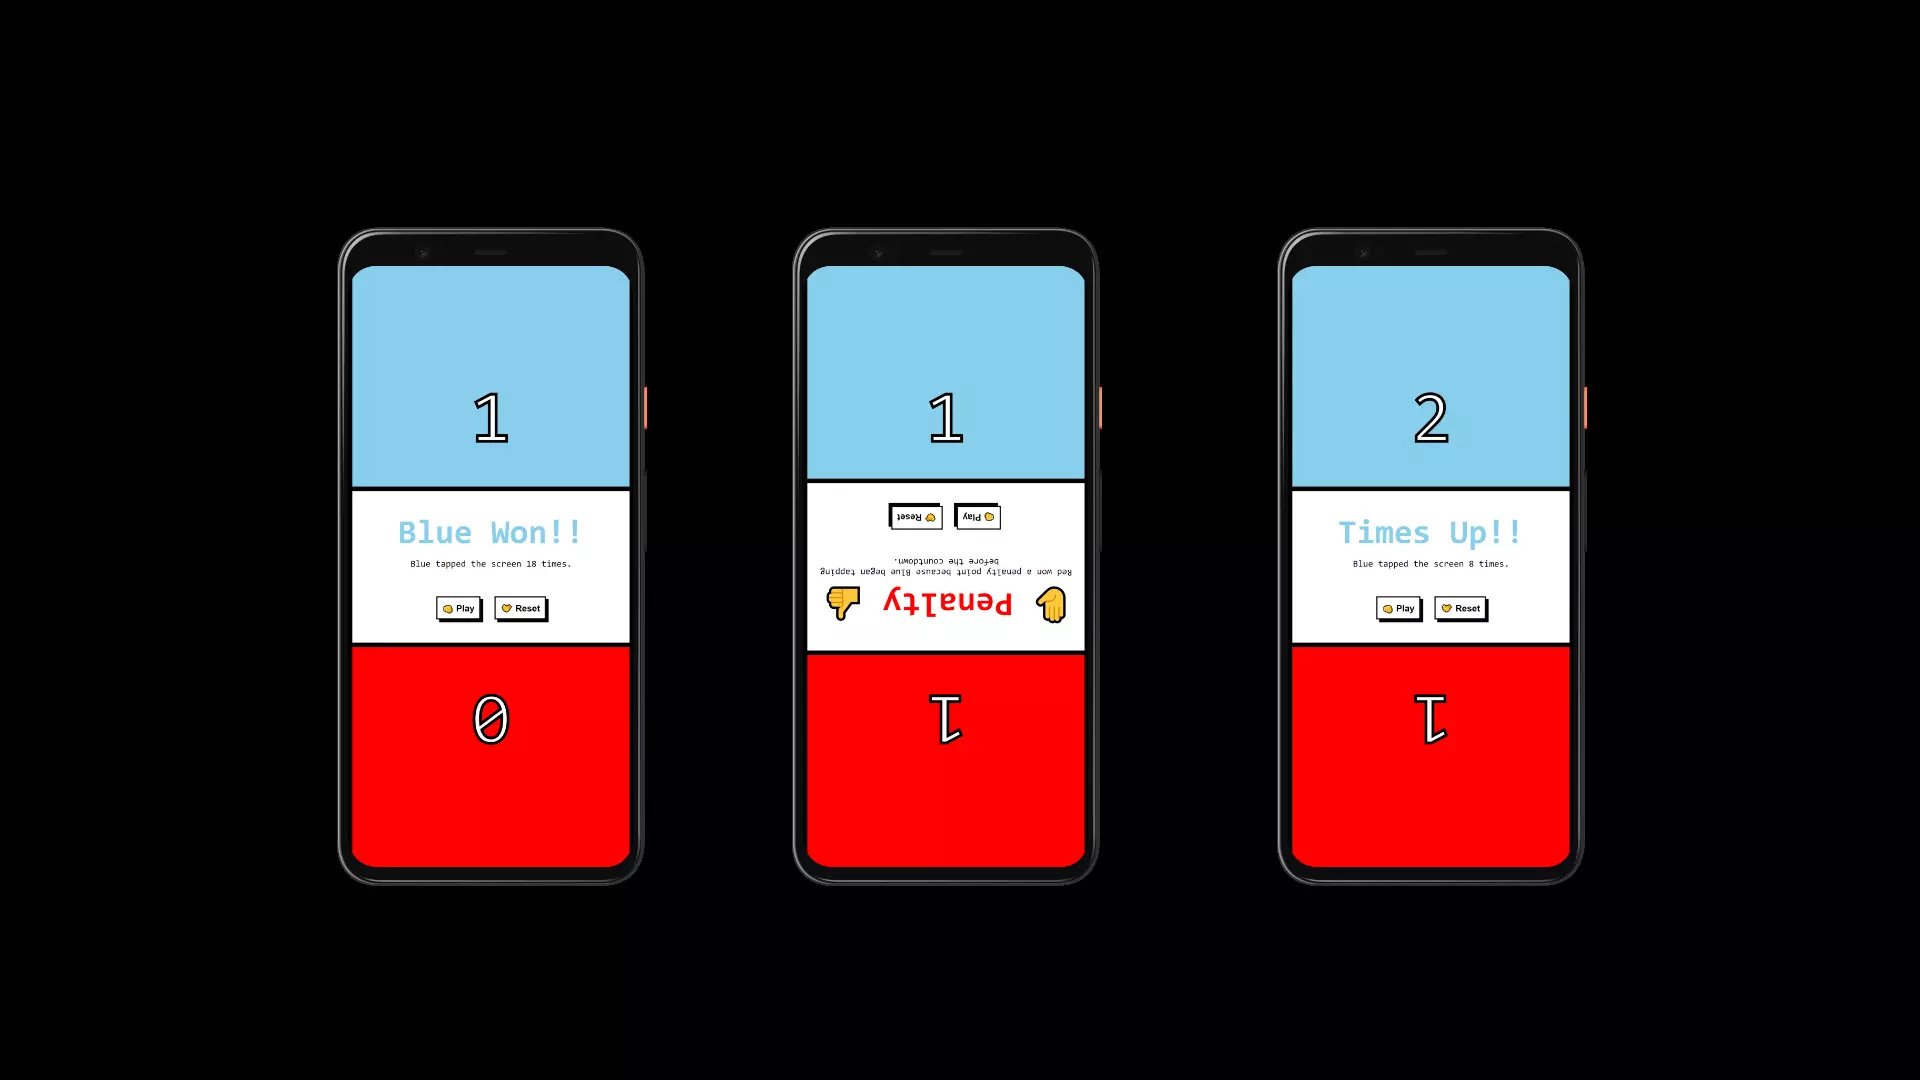 1
Blue Won!!
Blue tapped the screen 18 times.
Play Reset
0
1
Penalty
Red won a penalty point because Blue began tapping
before the countdown.
Play Reset
1
2
Times Up!!
Blue tapped the screen 8 times.
Play Reset
1